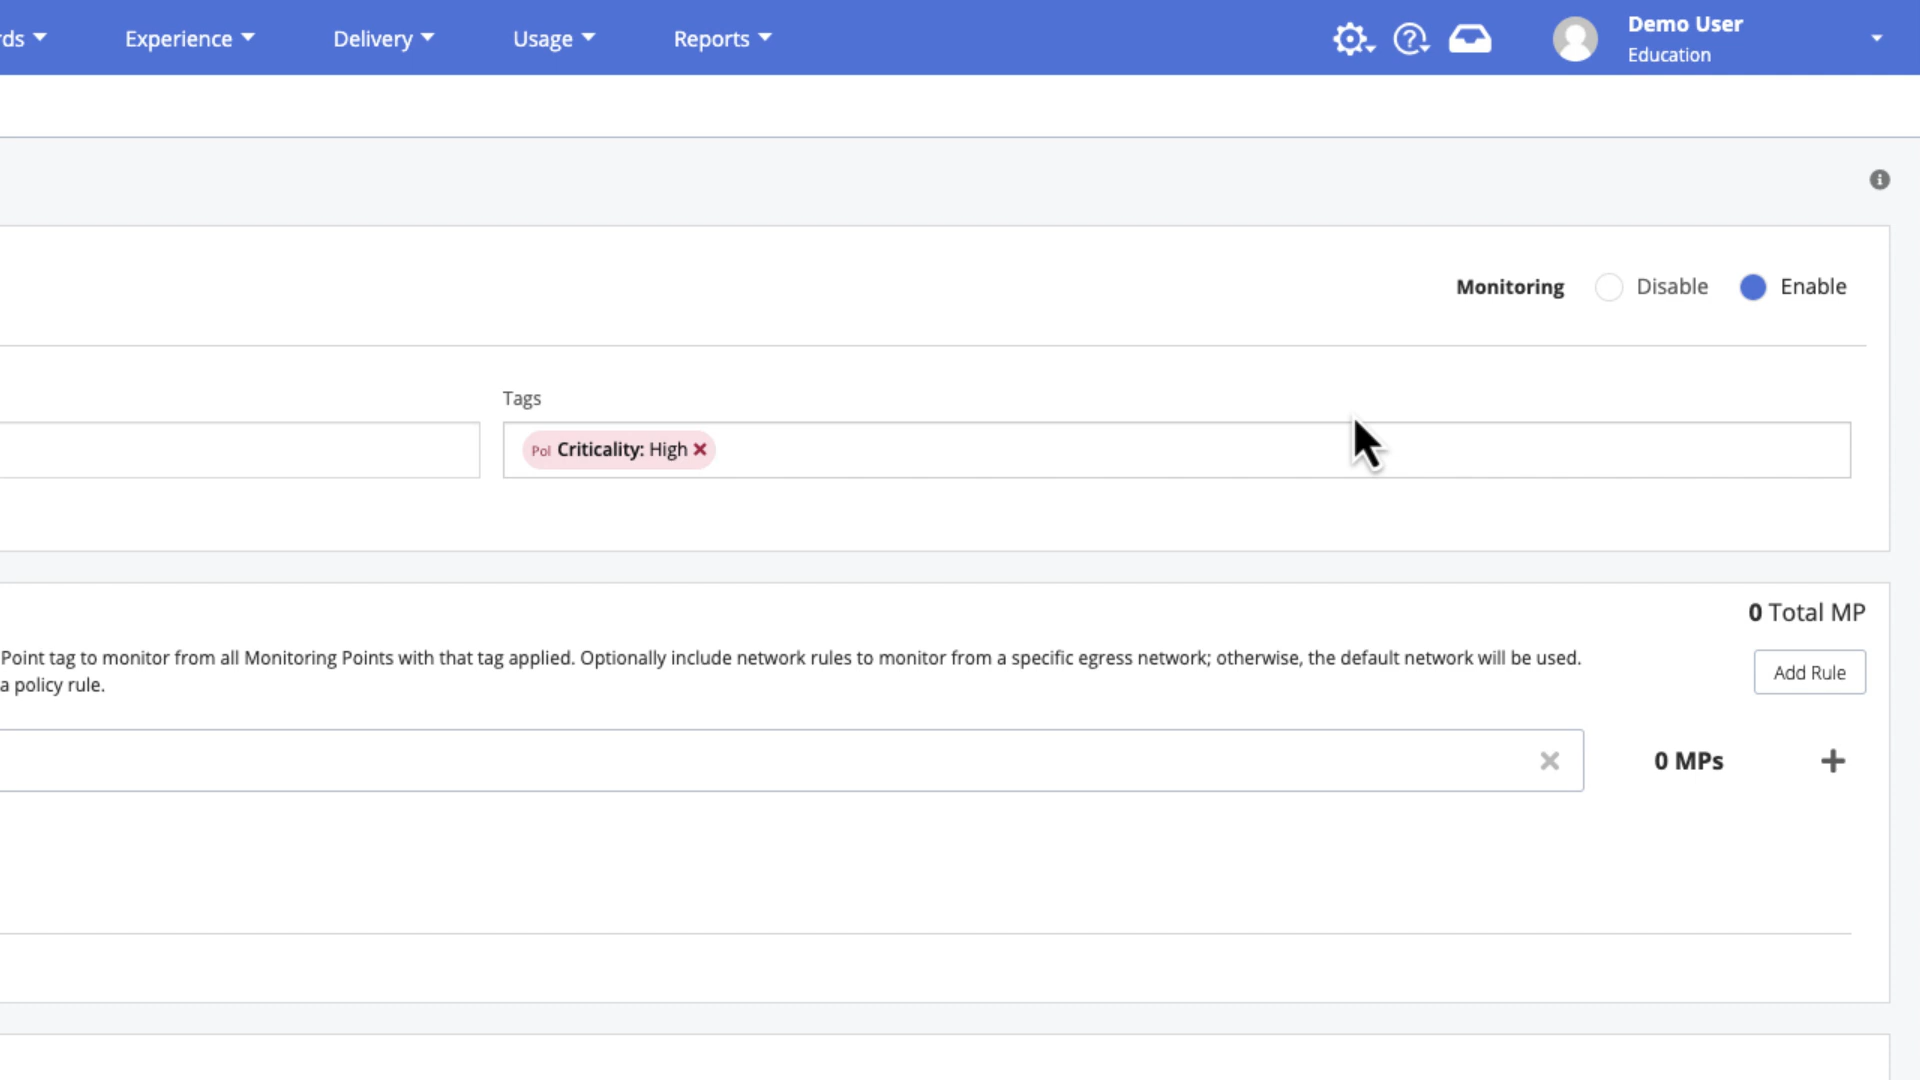 ds Experience Delivery Usage Reports Demo User
Education
Monitoring Disable Enable
Tags
Pol Criticality: High
0 Total MP
Point tag to monitor from all Monitoring Points with that tag applied. Optionally include network rules to monitor from a specific egress network; otherwise, the default network will be used.
a policy rule.
Add Rule
0 MPs